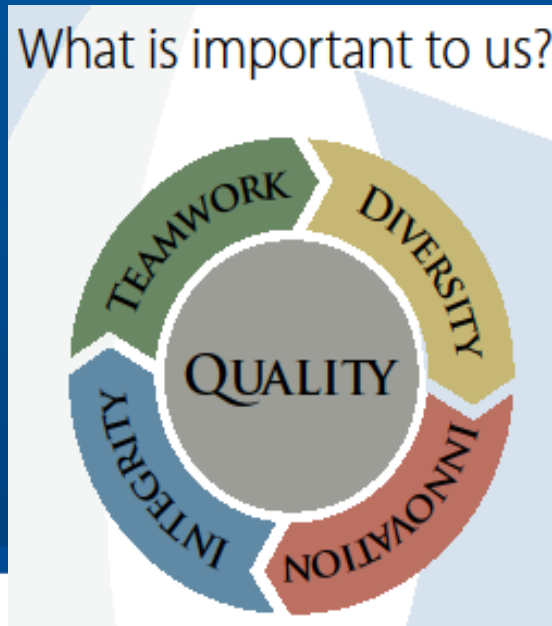 What is important to us?
TEAMWORK
DIVERSITY
QUALITY
INTEGRITY
INNOVATION